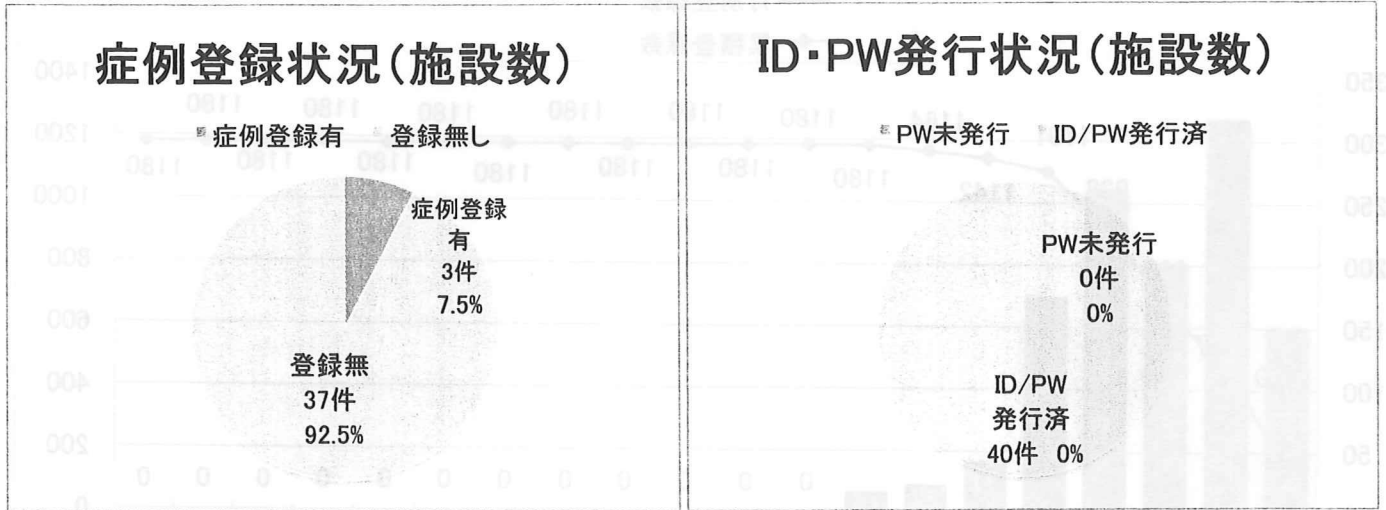 症例登録状況(施設数)
症例登録有 登録無し
症例登録
有
3件
7.5%
登録無
37件
92.5%
ID・PW発行状況(施設数)
PW未発行 ID/PW発行済
PW未発行
0件
0%
ID/PW
発行済
40件 0%